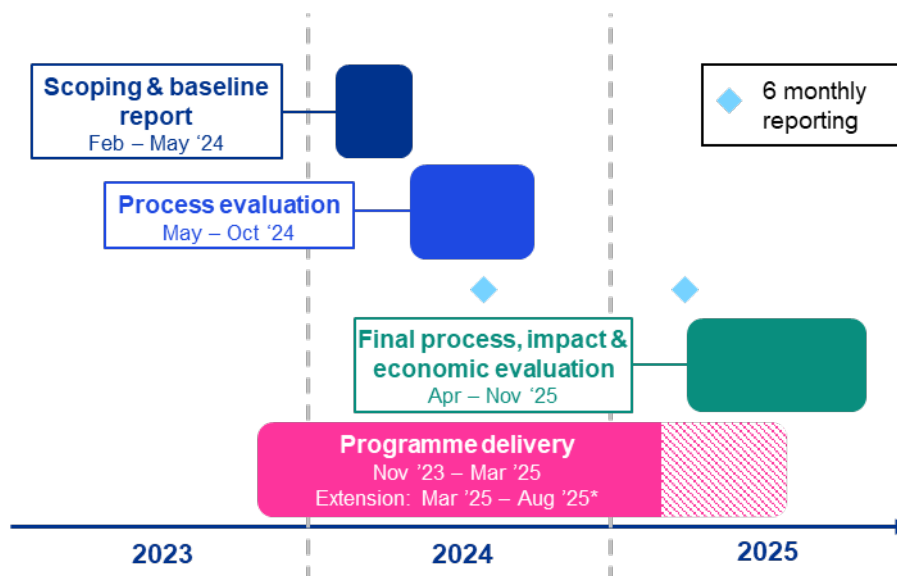 Scoping & baseline
report
Feb – May ‘24
6 monthly
reporting
Process evaluation
May – Oct ‘24
Final process, impact &
economic evaluation
Apr – Nov ‘25
Programme delivery
Nov ’23 – Mar ’25
Extension: Mar ’25 – Aug ’25*
2023
2024
2025